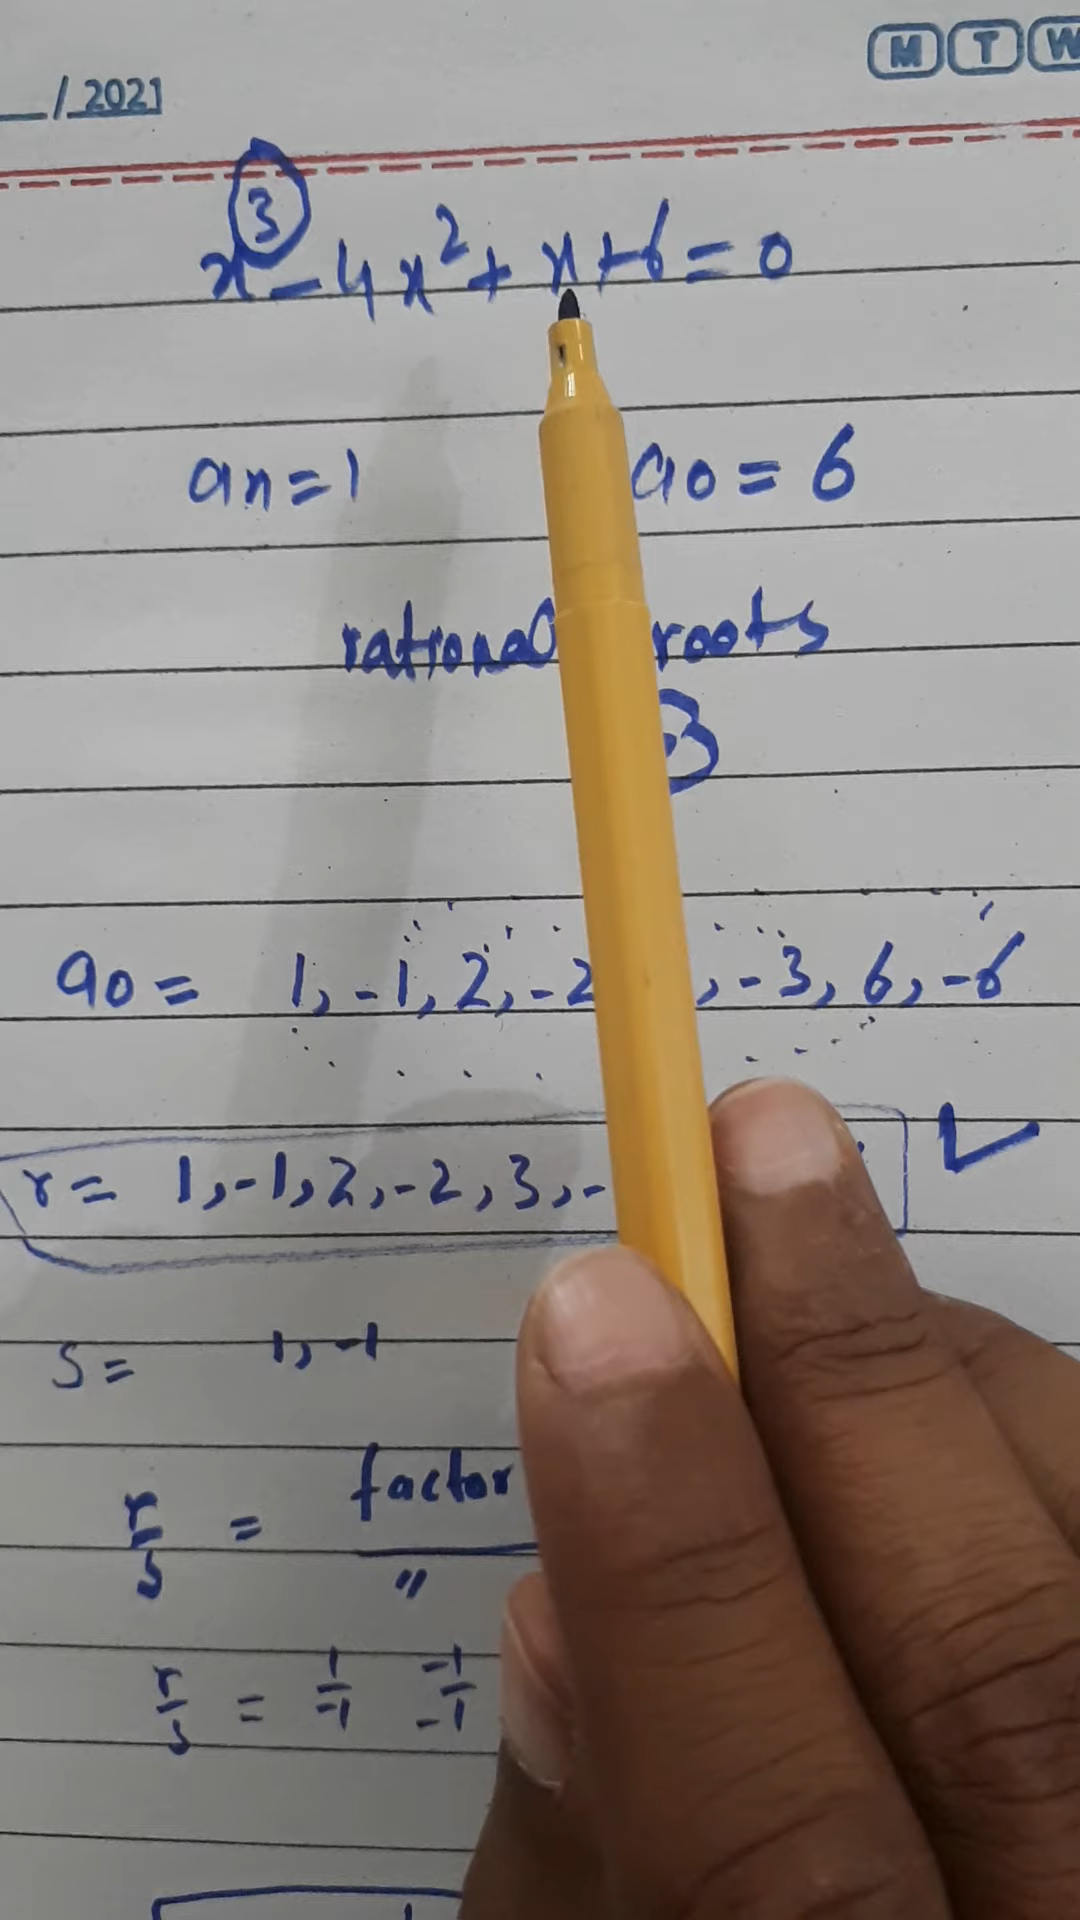 M T W
/ 2021
x³ - 4x² + x + 6 = 0
an = 1 a0 = 6
rational roots
3
a0 = 1, -1, 2, -2 , -3, 6, -6
r = 1, -1, 2, -2, 3, -
s = 1, -1
r/s = factor / "
r/s = 1/-1 -1/-1